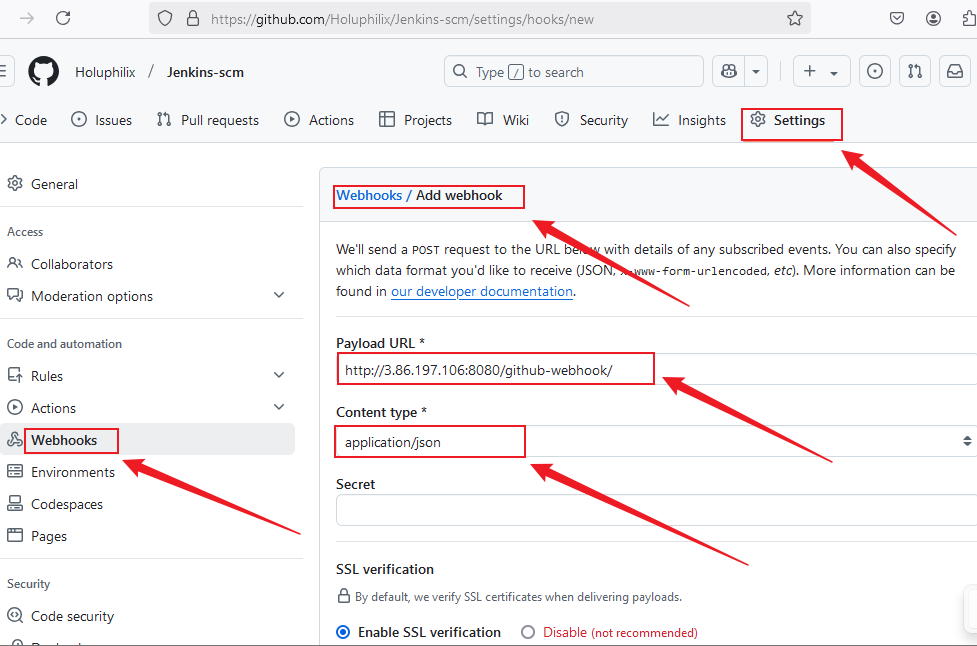 https://github.com/Holuphilix/Jenkins-scm/settings/hooks/new
Holuphilix / Jenkins-scm
Type / to search
Code
Issues
Pull requests
Actions
Projects
Wiki
Security
Insights
Settings
General
Access
Collaborators
Moderation options
Code and automation
Rules
Actions
Webhooks
Environments
Codespaces
Pages
Security
Code security
Webhooks / Add webhook
We'll send a POST request to the URL below with details of any subscribed events. You can also specify
which data format you'd like to receive (JSON, x-www-form-urlencoded, etc). More information can be
found in our developer documentation.
Payload URL *
http://3.86.197.106:8080/github-webhook/
Content type *
application/json
Secret
SSL verification
By default, we verify SSL certificates when delivering payloads.
Enable SSL verification
Disable (not recommended)